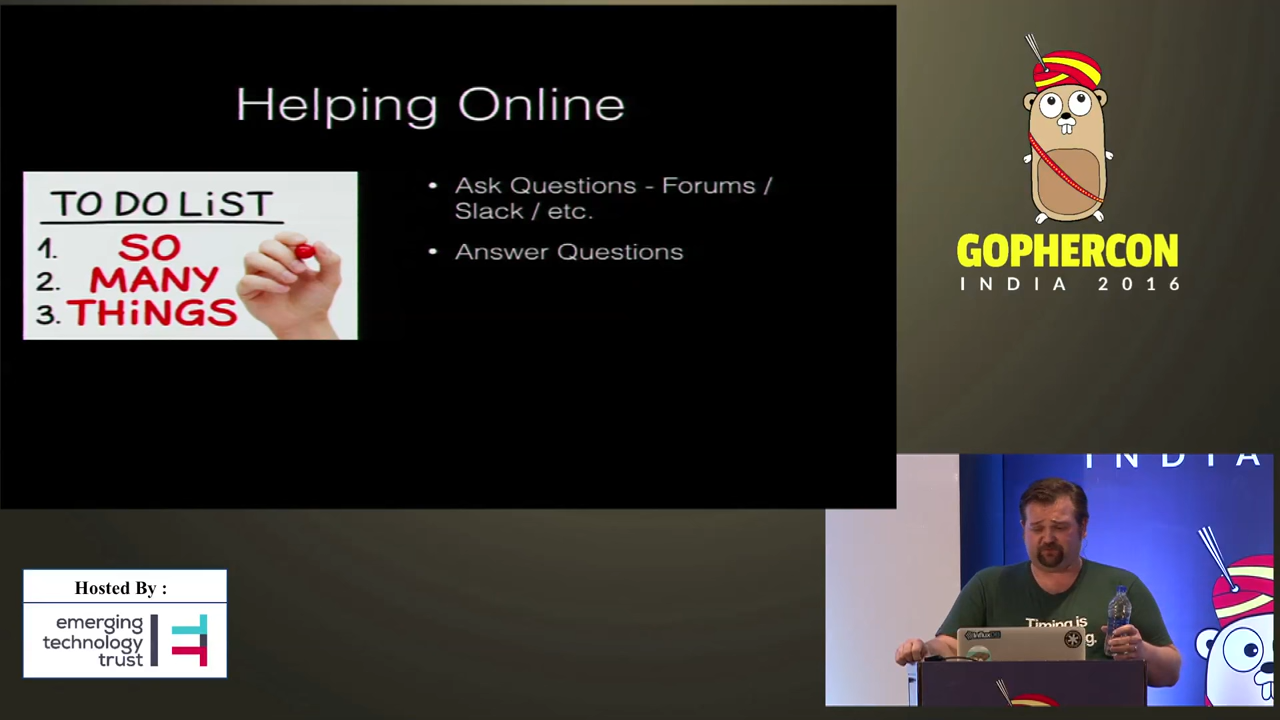 Helping Online
TO DO LiST
1. SO
2. MANY
3. THiNGS
• Ask Questions - Forums /
Slack / etc.
• Answer Questions
GOPHERCON
INDIA 2016
INDIA
Timing is
Hosted By :
emerging
technology
trust